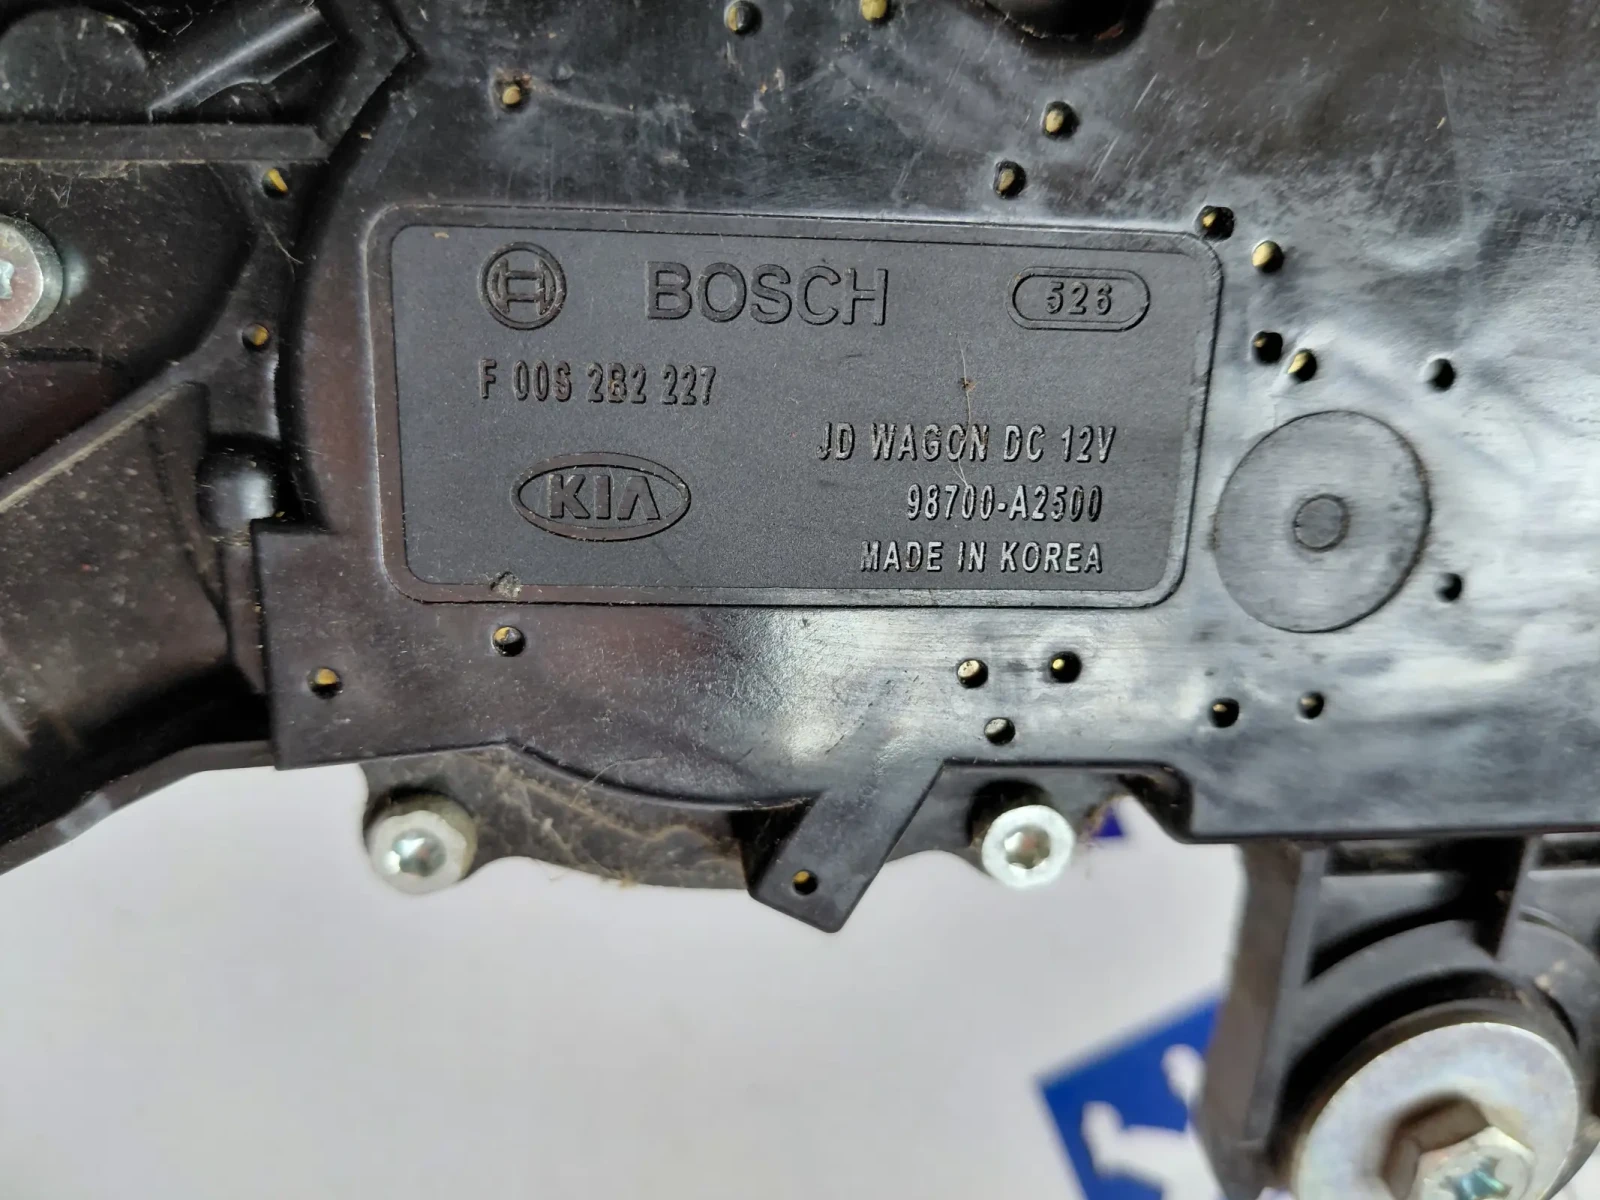 BOSCH 526
F 00S 2B2 227
JD WAGON DC 12V
KIA 98700-A2500
MADE IN KOREA